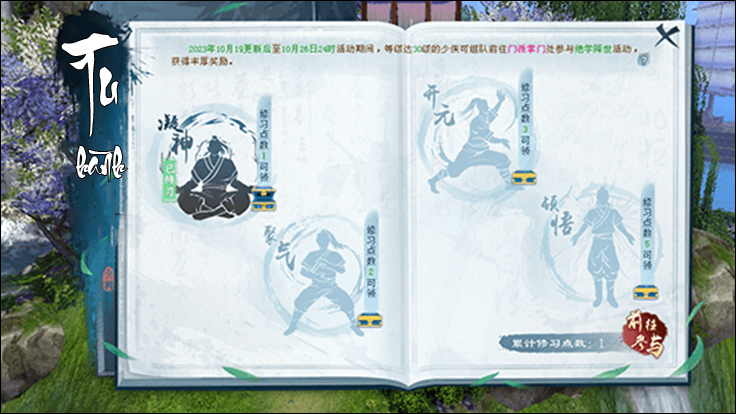 2023年10月19更新后至10月26日24时活动期间，等级达30级的少侠可组队前往门派掌门处参与绝学降世活动，
获得丰厚奖励。
凝神
修习点数1可领
聚气
修习点数2可领
开元
修习点数3可领
顿悟
修习点数5可领
累计修习点数：1
前往
参与